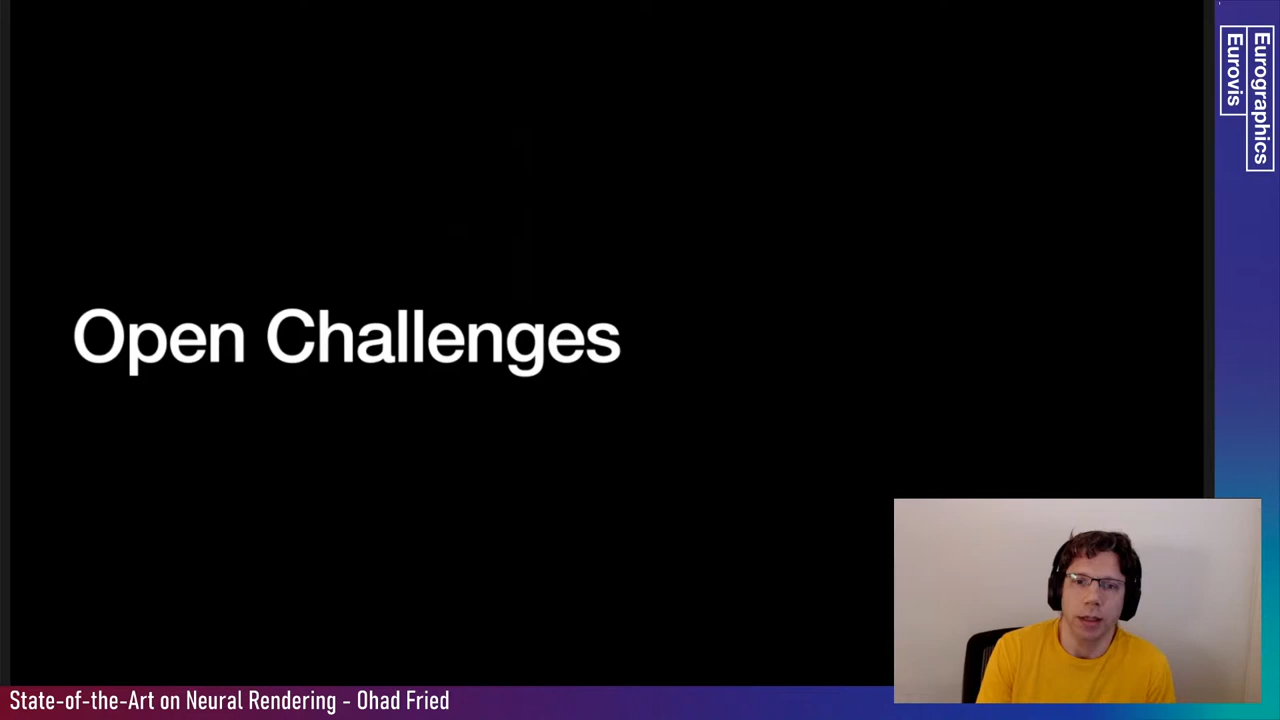 Open Challenges
Eurographics
Eurovis
State-of-the-Art on Neural Rendering - Ohad Fried